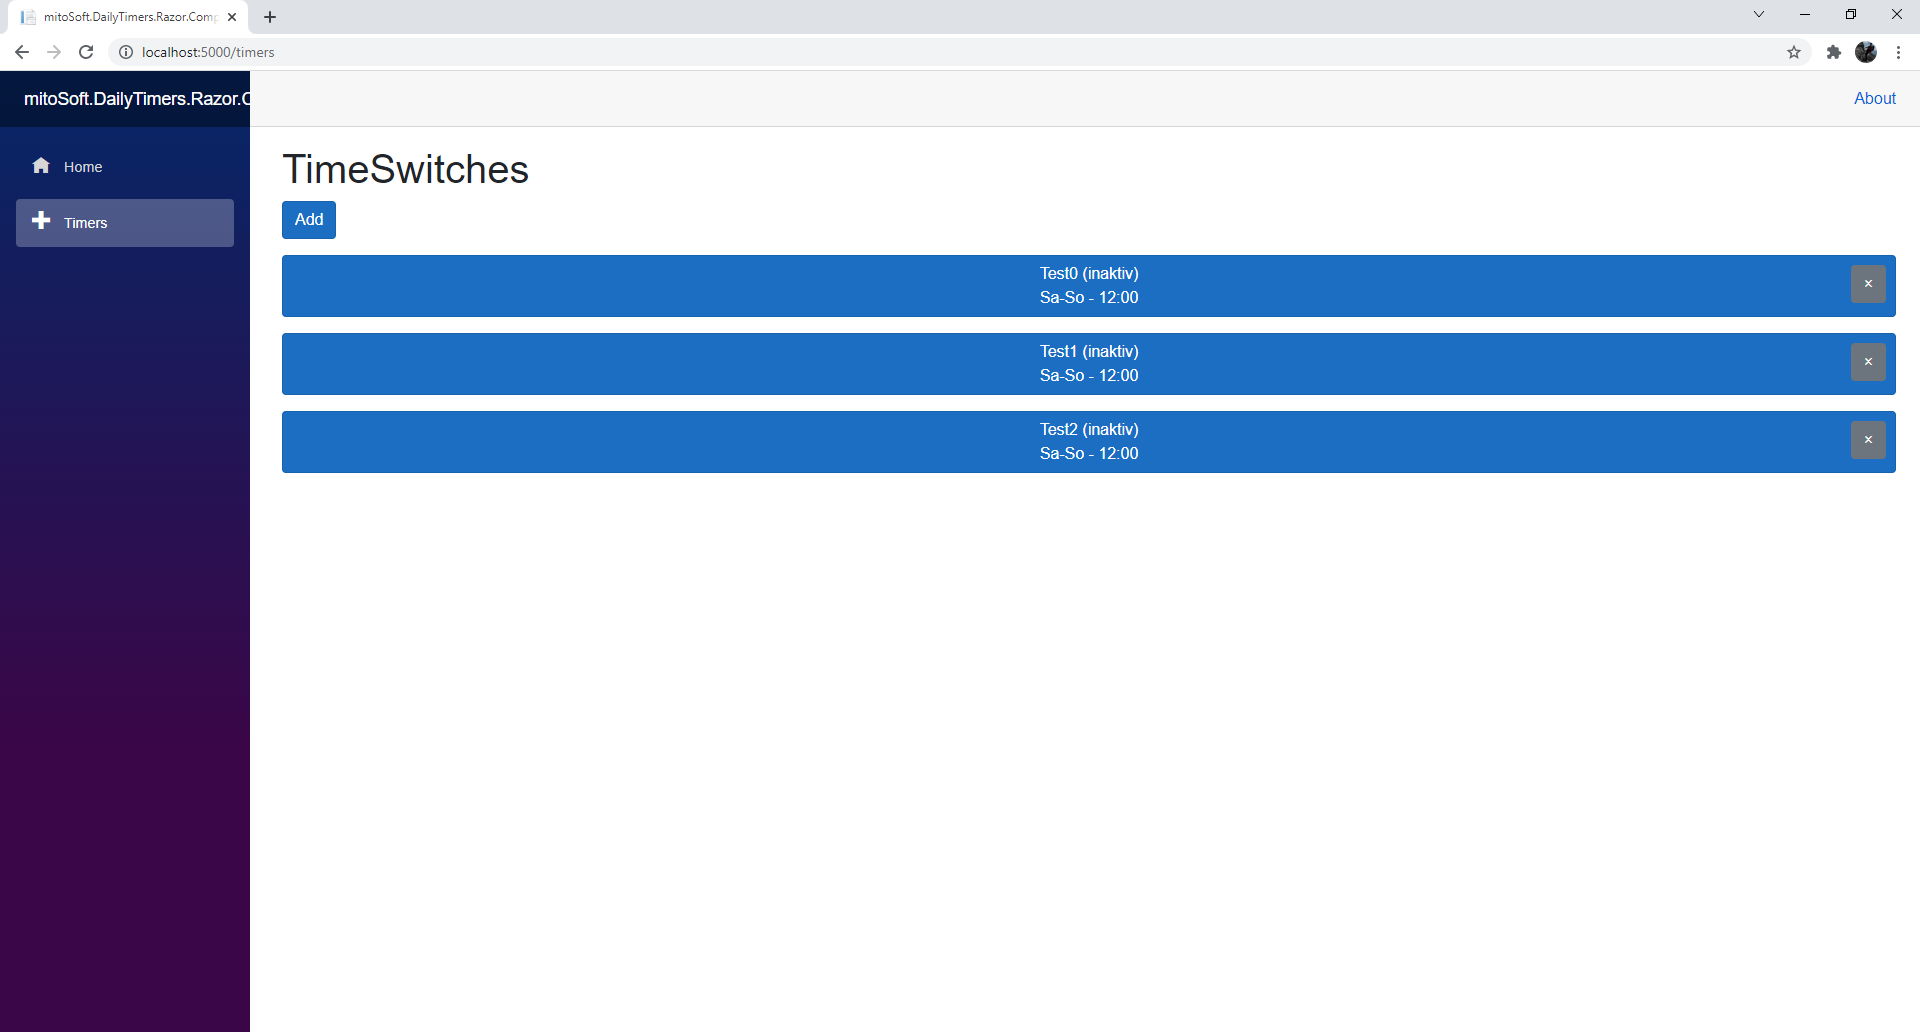 mitoSoft.DailyTimers.Razor.Comp
localhost:5000/timers
mitoSoft.DailyTimers.Razor.C
About
Home
Timers
TimeSwitches
Add
Test0 (inaktiv)
Sa-So - 12:00
×
Test1 (inaktiv)
Sa-So - 12:00
×
Test2 (inaktiv)
Sa-So - 12:00
×